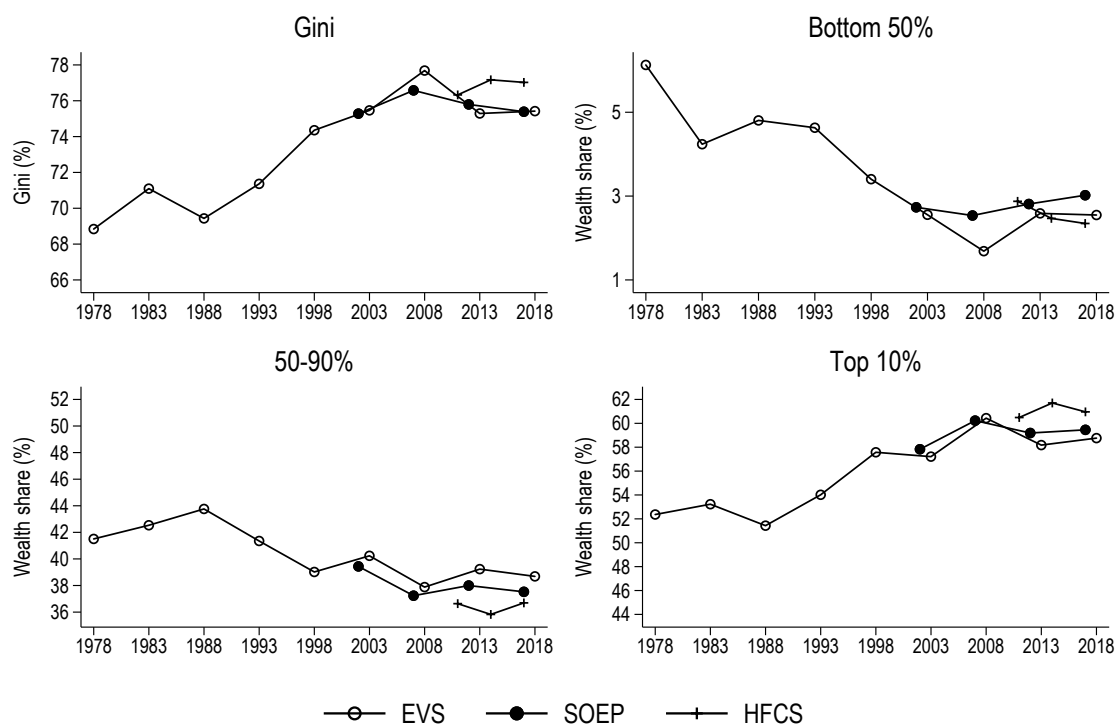 Gini
Gini (%)
78
76
74
72
70
68
66
1978 1983 1988 1993 1998 2003 2008 2013 2018
Bottom 50%
Wealth share (%)
5
3
1
1978 1983 1988 1993 1998 2003 2008 2013 2018
50-90%
Wealth share (%)
52
50
48
46
44
42
40
38
36
1978 1983 1988 1993 1998 2003 2008 2013 2018
Top 10%
Wealth share (%)
62
60
58
56
54
52
50
48
46
44
1978 1983 1988 1993 1998 2003 2008 2013 2018
EVS SOEP HFCS